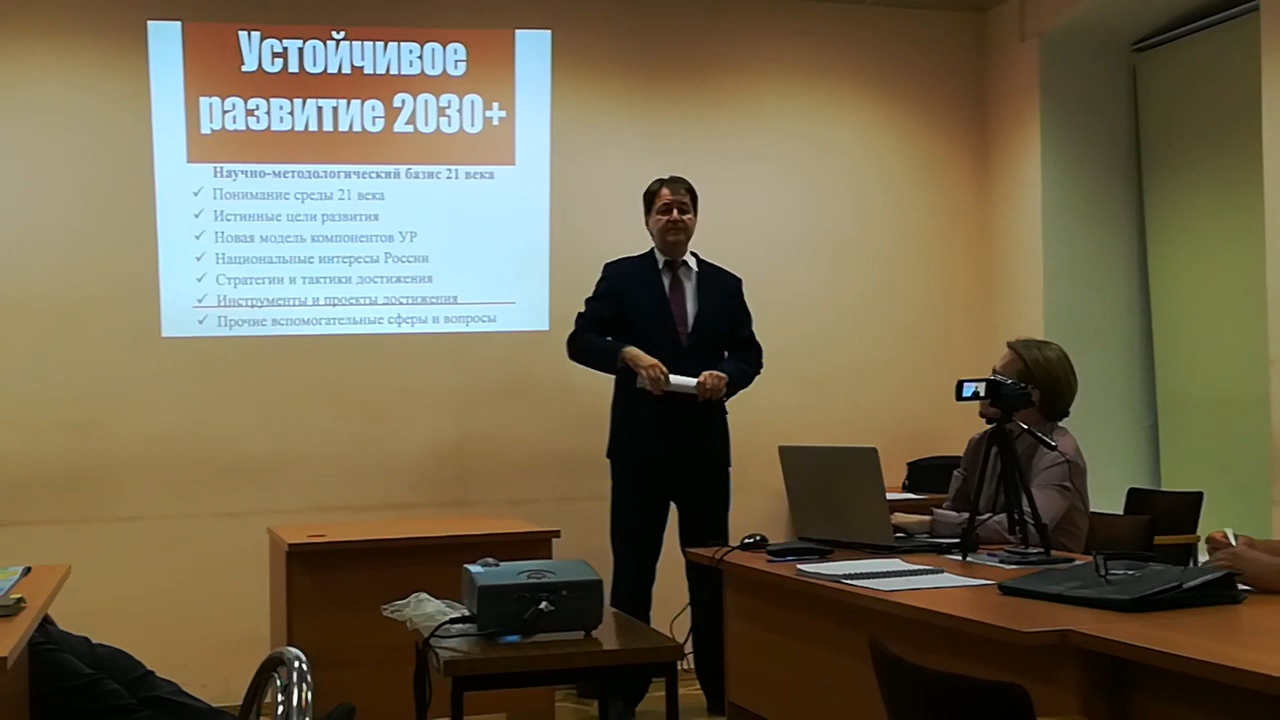 Устойчивое
развитие 2030+
Научно-методологический базис 21 века
✓ Понимание среды 21 века
✓ Истинные цели развития
✓ Новая модель компонентов УР
✓ Национальные интересы России
✓ Стратегии и тактики достижения
✓ Инструменты и проекты достижения
✓ Прочие вспомогательные сферы и вопросы